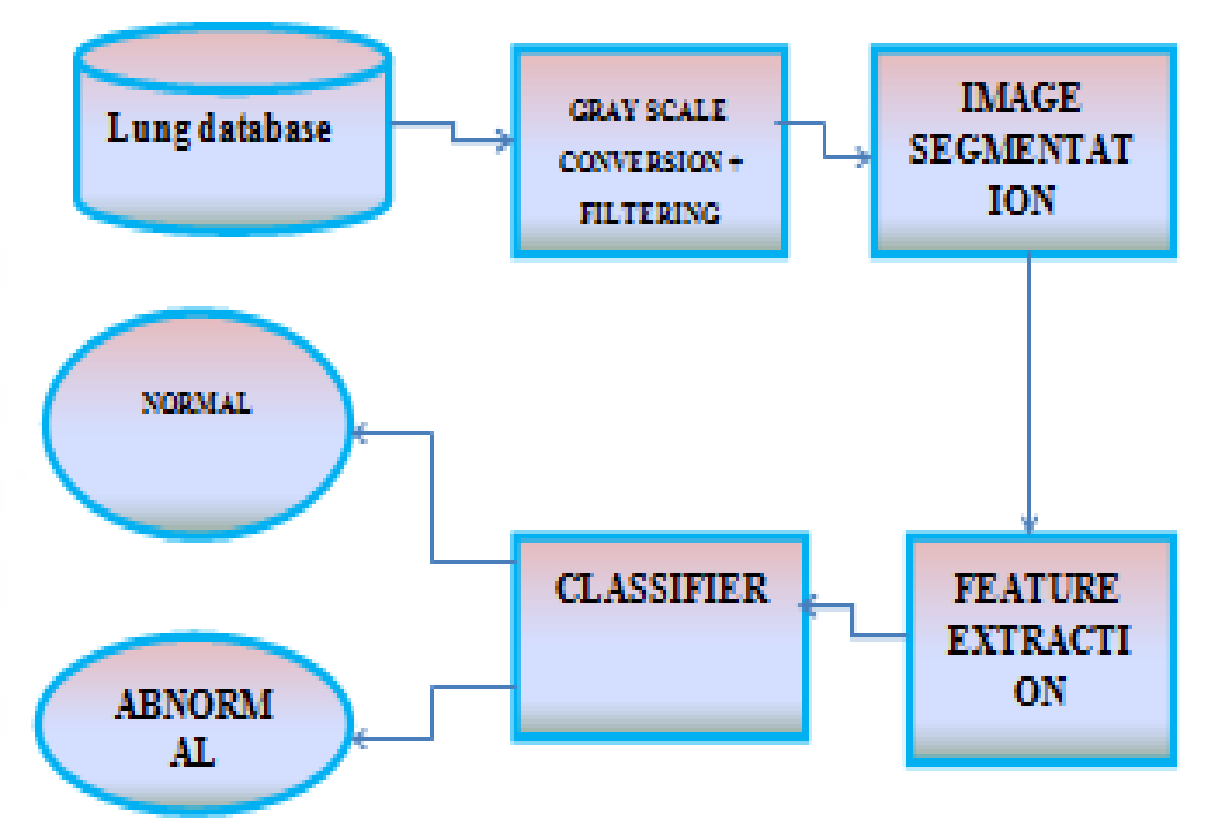 Lung database
GRAY SCALE
CONVERSION +
FILTERING
IMAGE
SEGMENTAT
ION
NORMAL
CLASSIFIER
FEATURE
EXTRACTI
ON
ABNORM
AL